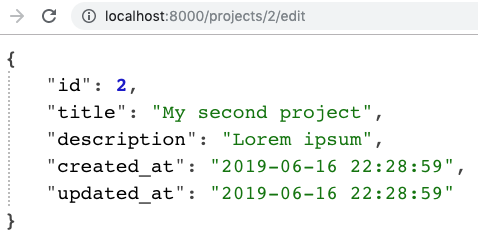 localhost:8000/projects/2/edit
{
"id": 2,
"title": "My second project",
"description": "Lorem ipsum",
"created_at": "2019-06-16 22:28:59",
"updated_at": "2019-06-16 22:28:59"
}